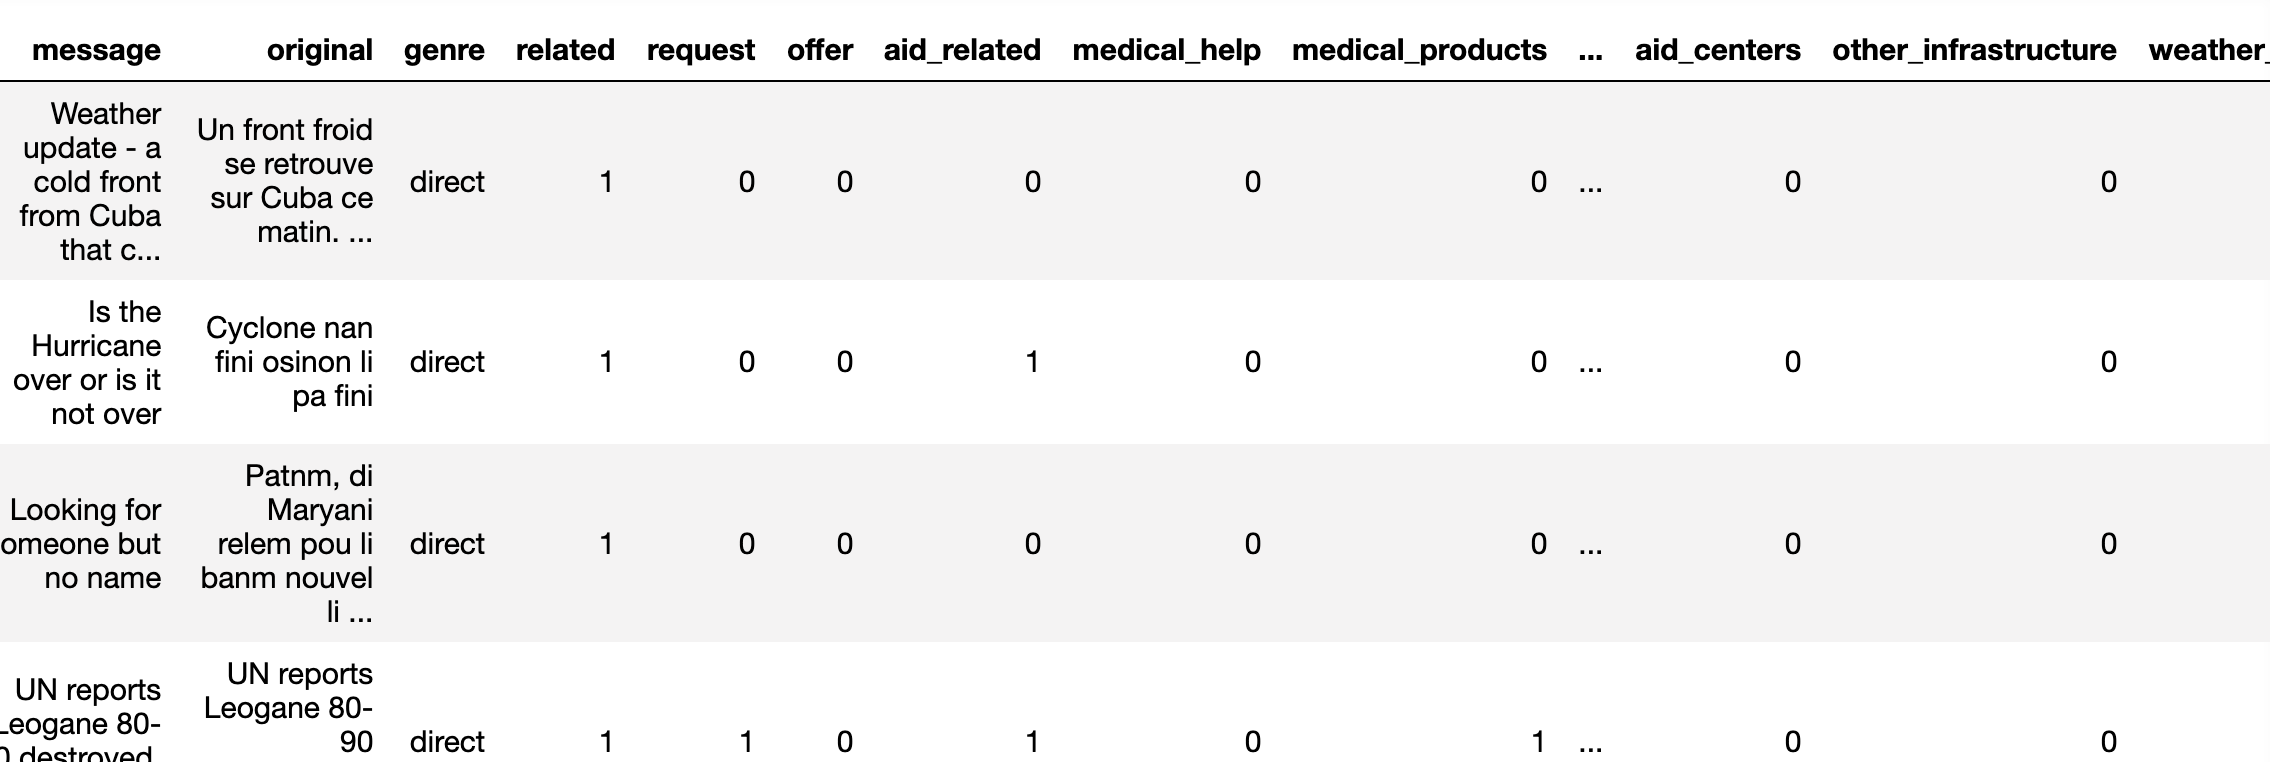 message original genre related request offer aid_related medical_help medical_products ... aid_centers other_infrastructure weather_
Weather
update - a
cold front
from Cuba
that c...
Un front froid
se retrouve
sur Cuba ce
matin. ...
direct 1 0 0 0 0 0 ... 0 0
Is the
Hurricane
over or is it
not over
Cyclone nan
fini osinon li
pa fini
direct 1 0 0 1 0 0 ... 0 0
Looking for
omeone but
no name
Patnm, di
Maryani
relem pou li
banm nouvel
li ...
direct 1 0 0 0 0 0 ... 0 0
UN reports
Leogane 80-
0 destroyed.
UN reports
Leogane 80-
90
direct 1 1 0 1 0 1 ... 0 0